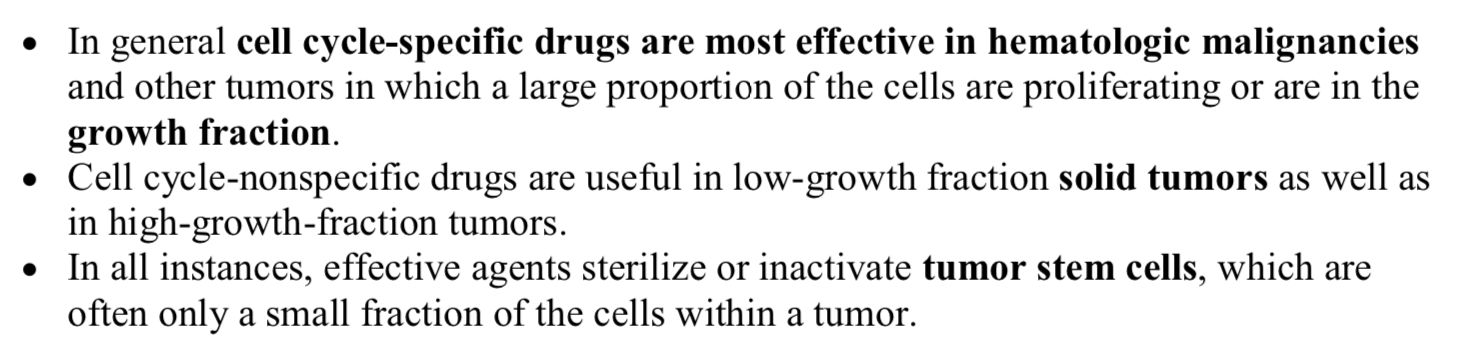 • In general cell cycle-specific drugs are most effective in hematologic malignancies
and other tumors in which a large proportion of the cells are proliferating or are in the
growth fraction.
• Cell cycle-nonspecific drugs are useful in low-growth fraction solid tumors as well as
in high-growth-fraction tumors.
• In all instances, effective agents sterilize or inactivate tumor stem cells, which are
often only a small fraction of the cells within a tumor.